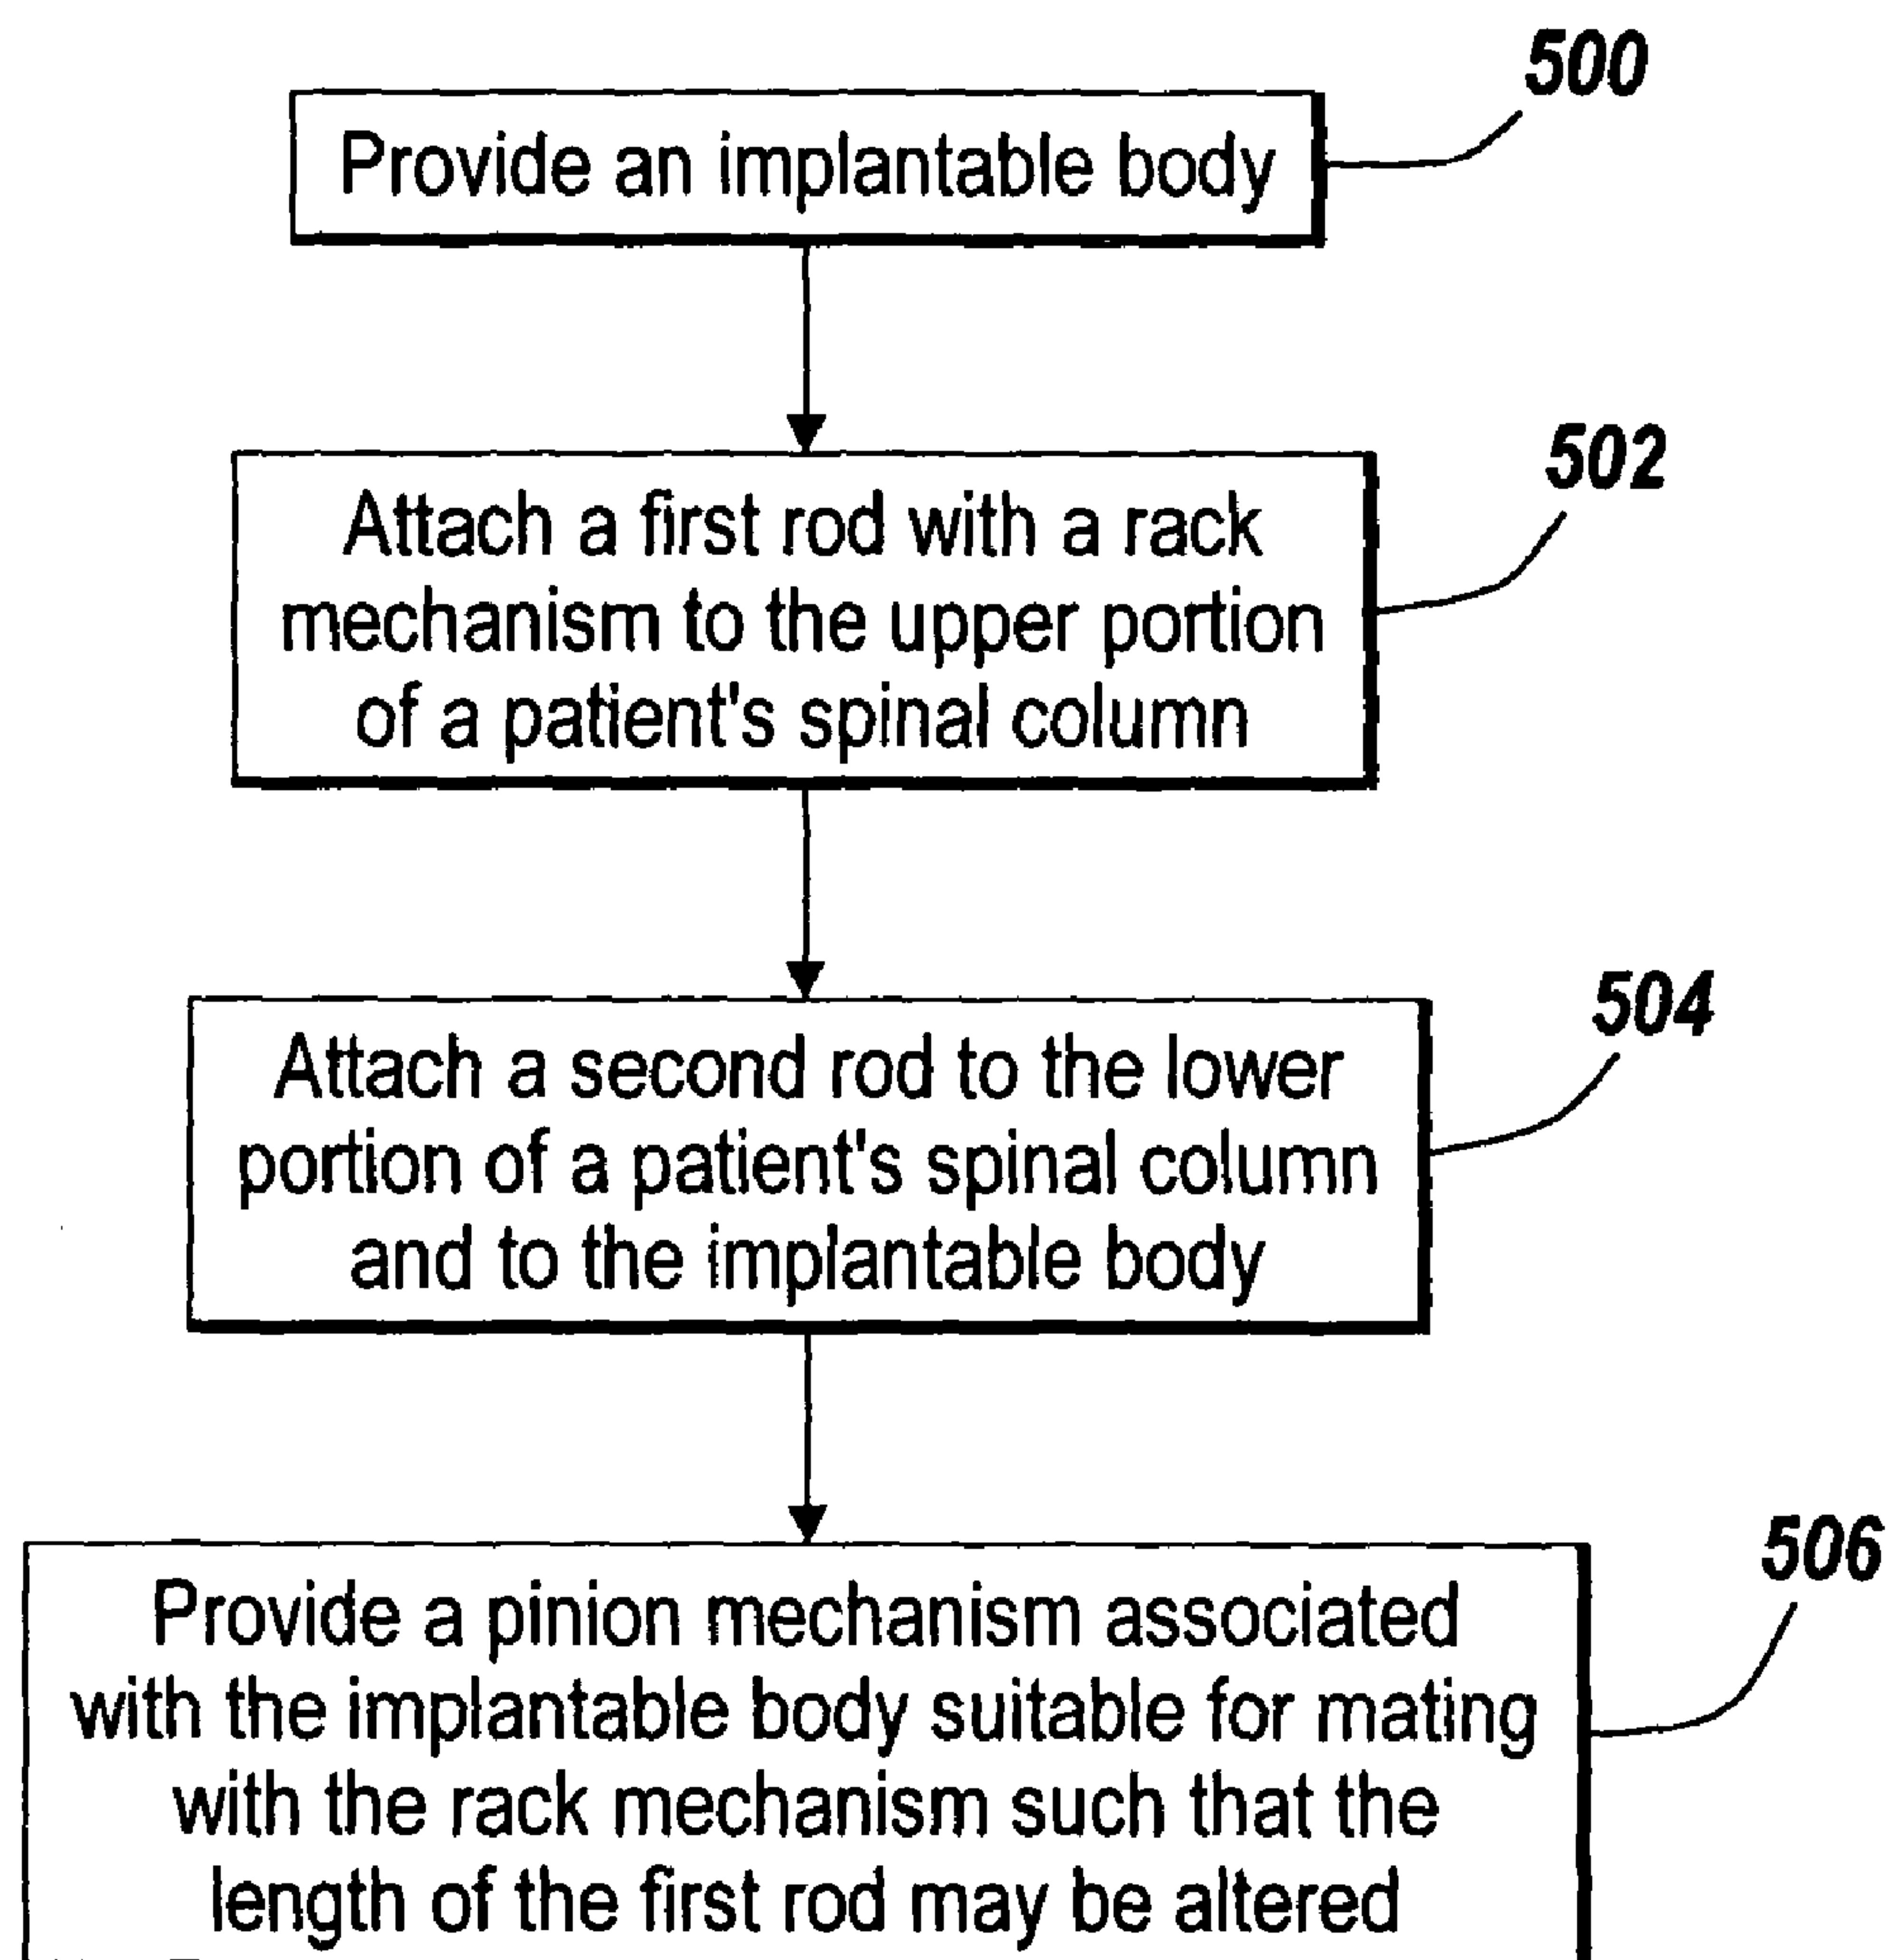 500
Provide an implantable body
502
Attach a first rod with a rack
mechanism to the upper portion
of a patient's spinal column
504
Attach a second rod to the lower
portion of a patient's spinal column
and to the implantable body
506
Provide a pinion mechanism associated
with the implantable body suitable for mating
with the rack mechanism such that the
length of the first rod may be altered